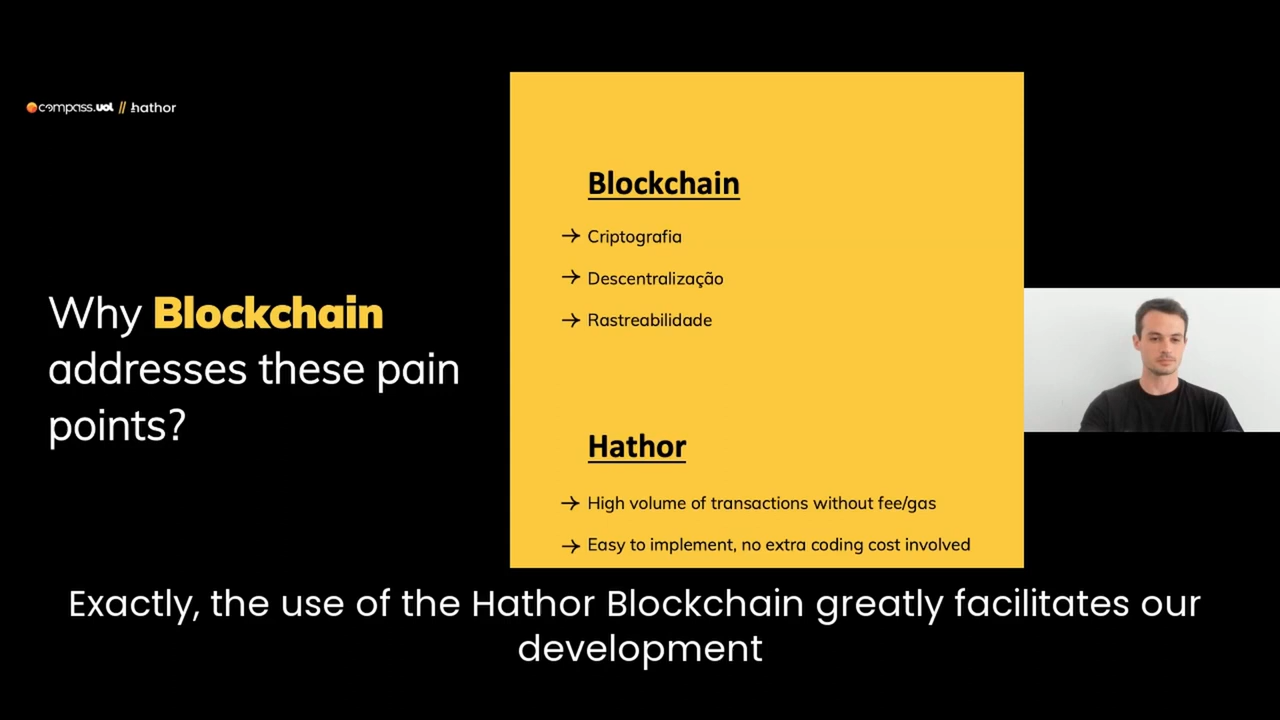 compass.uol // hathor
Why Blockchain
addresses these pain
points?
Blockchain
→ Criptografia
→ Descentralização
→ Rastreabilidade
Hathor
→ High volume of transactions without fee/gas
→ Easy to implement, no extra coding cost involved
Exactly, the use of the Hathor Blockchain greatly facilitates our
development